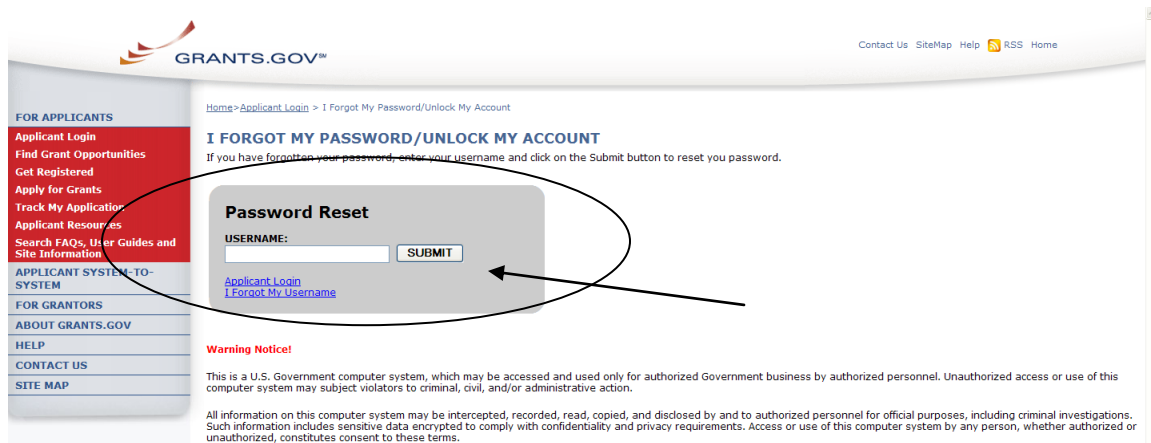 GRANTS.GOV℠
Contact Us SiteMap Help RSS Home
Home>Applicant Login > I Forgot My Password/Unlock My Account
FOR APPLICANTS
Applicant Login
Find Grant Opportunities
Get Registered
Apply for Grants
Track My Application
Applicant Resources
Search FAQs, User Guides and
Site Information
APPLICANT SYSTEM-TO-
SYSTEM
FOR GRANTORS
ABOUT GRANTS.GOV
HELP
CONTACT US
SITE MAP
I FORGOT MY PASSWORD/UNLOCK MY ACCOUNT
If you have forgotten your password, enter your username and click on the Submit button to reset you password.
Password Reset
USERNAME:
SUBMIT
Applicant Login
I Forgot My Username
Warning Notice!
This is a U.S. Government computer system, which may be accessed and used only for authorized Government business by authorized personnel. Unauthorized access or use of this
computer system may subject violators to criminal, civil, and/or administrative action.
All information on this computer system may be intercepted, recorded, read, copied, and disclosed by and to authorized personnel for official purposes, including criminal investigations.
Such information includes sensitive data encrypted to comply with confidentiality and privacy requirements. Access or use of this computer system by any person, whether authorized or
unauthorized, constitutes consent to these terms.